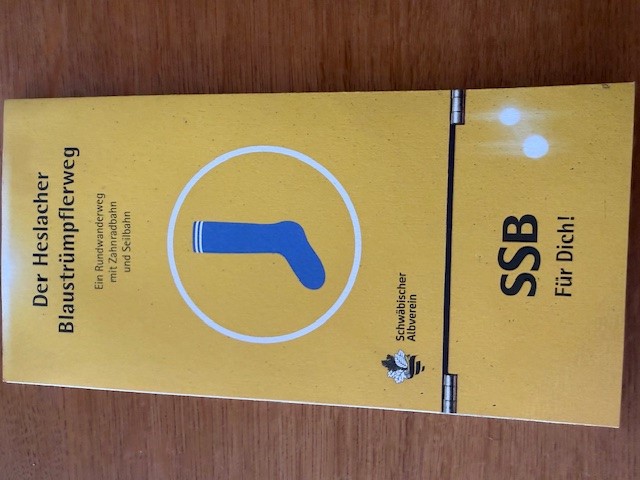 Der Heslacher
Blaustrümpflerweg
Ein Rundwanderweg
mit Zahnradbahn
und Seilbahn
Schwäbischer
Albverein
SSB
Für Dich!